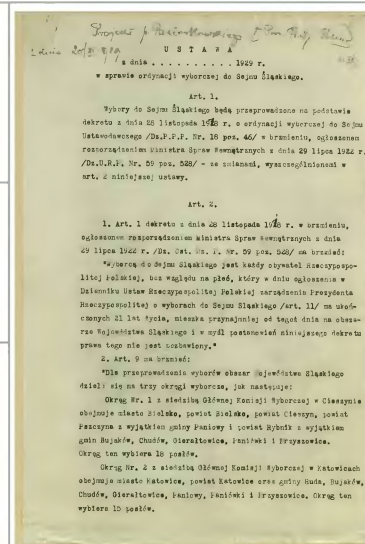 Projekt p.
z dnia
U S T A W A
z dnia . . . . . . . . . . 1929 r.
w sprawie ordynacji wyborczej do Sejmu Śląskiego.
Art. 1.
Wybory do Sejmu Śląskiego będą przeprowadzone na podstawie
dekretu z dnia 28 listopada 1918 r. o ordynacji wyborczej do Sejmu
Ustawodawczego /Dz.P.P.P. Nr. 18 poz. 46/ w brzmieniu, ogłoszonem
rozporządzeniem Ministra Spraw Wewnętrznych z dnia 29 lipca 1922 r.
/Dz.U.R.P. Nr. 59 poz. 528/ - ze zmianami, wyszczególnionemi w
art. 2 niniejszej ustawy.
Art. 2.
1. Art. 1 dekretu z dnia 28 listopada 1918 r. w brzmieniu,
ogłoszonem rozporządzeniem Ministra Spraw Wewnętrznych z dnia
29 lipca 1922 r. /Dz. Ust. Rz. P. Nr. 59 poz. 528/ ma brzmieć:
"Wyborcą do Sejmu Śląskiego jest każdy obywatel Rzeczypospo-
litej Polskiej, bez względu na płeć, który w dniu ogłoszenia w
Dzienniku Ustaw Rzeczypospolitej Polskiej zarządzenia Prezydenta
Rzeczypospolitej o wyborach do Sejmu Śląskiego /art. 11/ ma ukoń-
czonych 21 lat życia, mieszka przynajmniej od tegoż dnia na obsza-
rze Województwa Śląskiego i w myśl postanowień niniejszego dekretu
prawa tego nie jest pozbawiony."
2. Art. 9 ma brzmieć:
"Dla przeprowadzenia wyborów obszar Województwa Śląskiego
dzieli się na trzy okręgi wyborcze, jak następuje:
Okręg Nr. 1 z siedzibą Głównej Komisji Wyborczej w Cieszynie
obejmuje miasto Bielsko, powiat Bielsko, powiat Cieszyn, powiat
Pszczyna z wyjątkiem gminy Paniowy i powiat Rybnik z wyjątkiem
gmin Bujaków, Chudów, Gierałtowice, Paniówki i Przyszowice.
Okręg ten wybiera 18 posłów.
Okręg Nr. 2 z siedzibą Głównej Komisji Wyborczej w Katowicach
obejmuje miasto Katowice, powiat Katowice oraz gminy Ruda, Bujaków,
Chudów, Gierałtowice, Paniowy, Paniówki i Przyszowice. Okręg ten
wybiera 15 posłów.